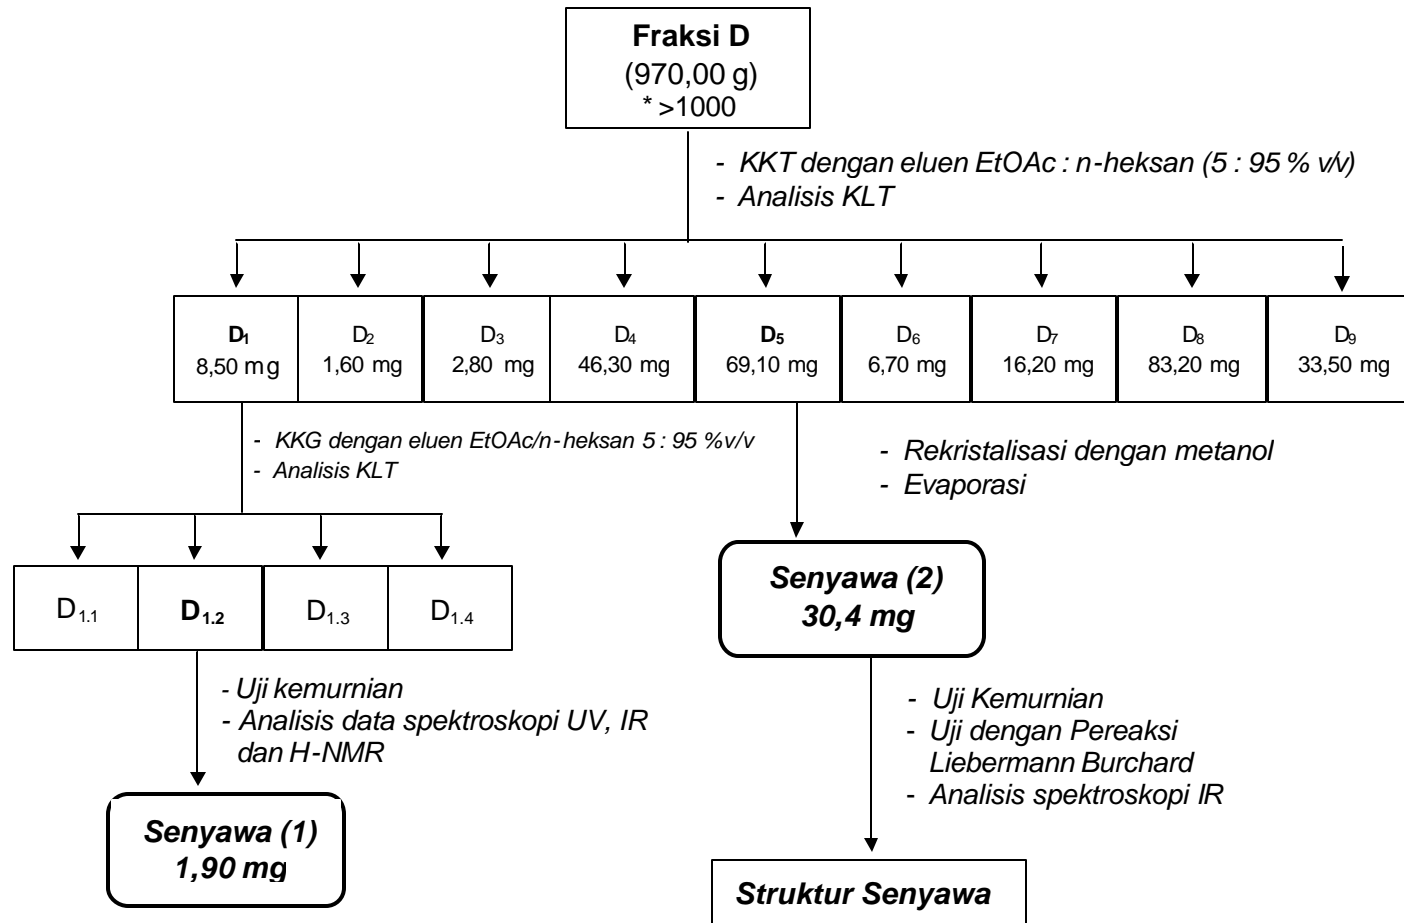 Fraksi D
(970,00 g)
* >1000
- KKT dengan eluen EtOAc : n-heksan (5 : 95 % v/v)
- Analisis KLT
D₁
8,50 mg
D₂
1,60 mg
D₃
2,80 mg
D₄
46,30 mg
D₅
69,10 mg
D₆
6,70 mg
D₇
16,20 mg
D₈
83,20 mg
D₉
33,50 mg
- KKG dengan eluen EtOAc/n-heksan 5 : 95 %v/v
- Analisis KLT
- Rekristalisasi dengan metanol
- Evaporasi
D₁.₁
D₁.₂
D₁.₃
D₁.₄
Senyawa (2)
30,4 mg
- Uji kemurnian
- Analisis data spektroskopi UV, IR
dan H-NMR
- Uji Kemurnian
- Uji dengan Pereaksi
Liebermann Burchard
- Analisis spektroskopi IR
Senyawa (1)
1,90 mg
Struktur Senyawa